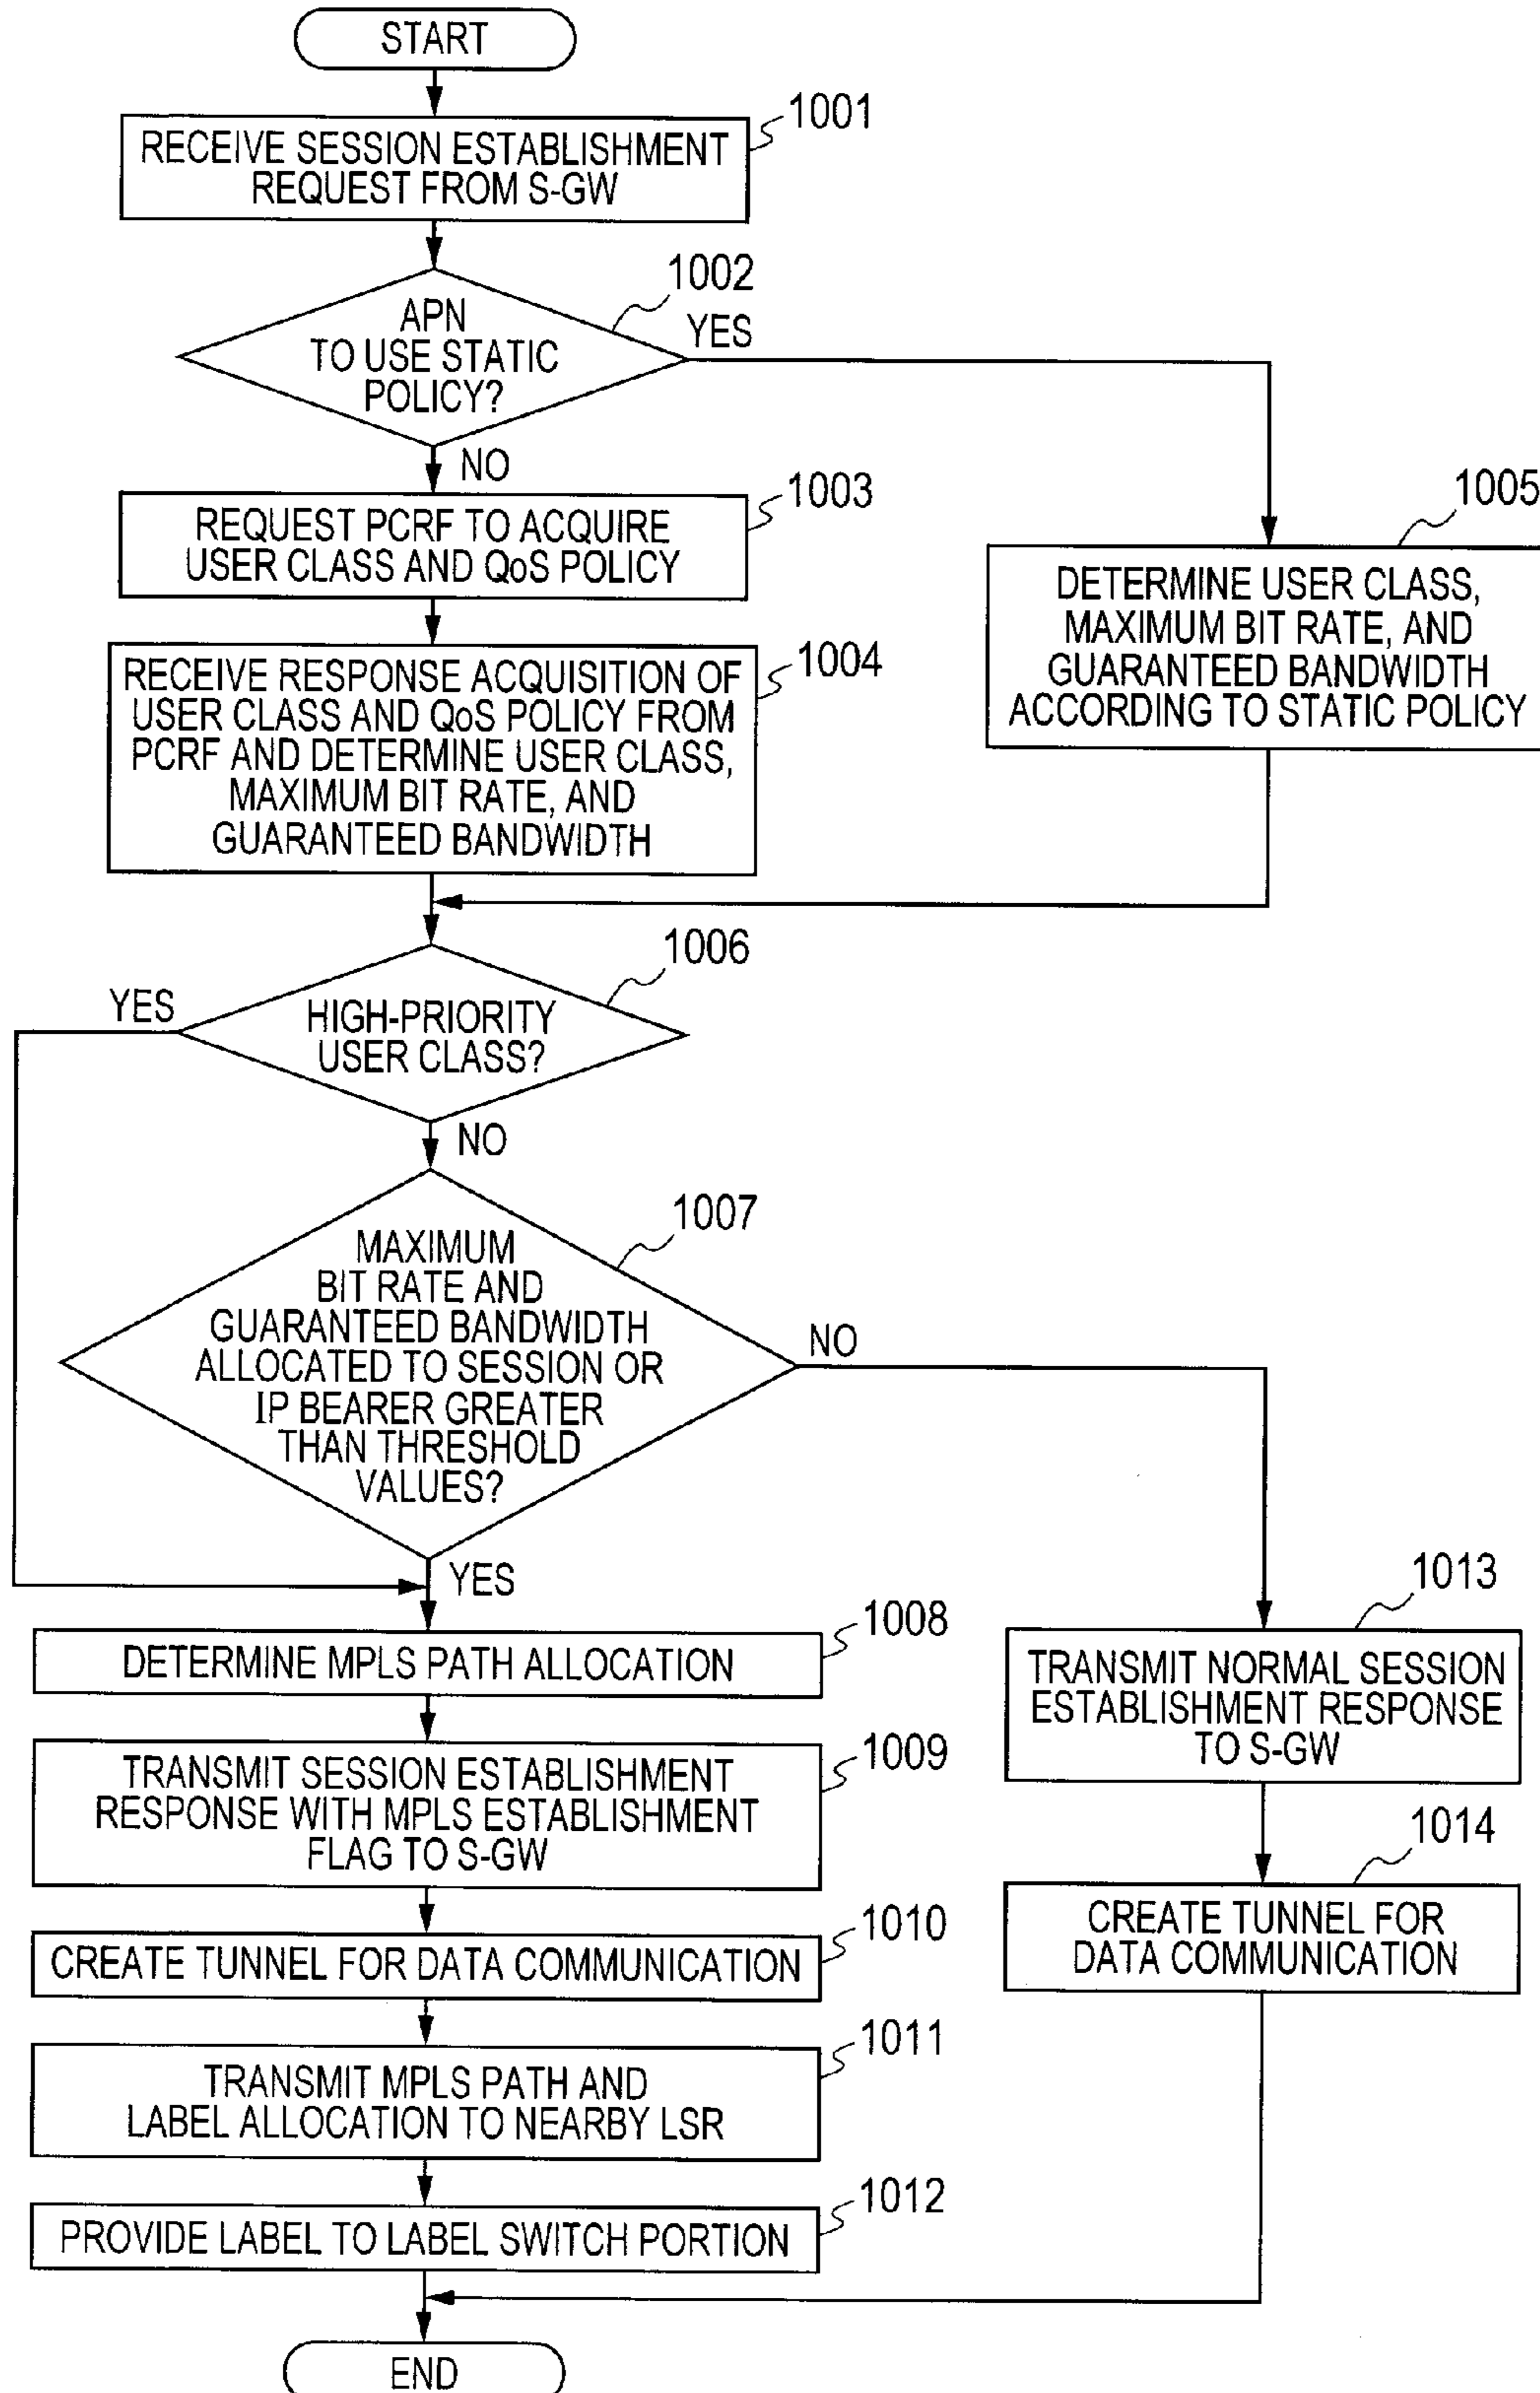 START
1001
RECEIVE SESSION ESTABLISHMENT
REQUEST FROM S-GW
1002
APN
TO USE STATIC
POLICY?
YES
NO
1003
REQUEST PCRF TO ACQUIRE
USER CLASS AND QoS POLICY
1004
RECEIVE RESPONSE ACQUISITION OF
USER CLASS AND QoS POLICY FROM
PCRF AND DETERMINE USER CLASS,
MAXIMUM BIT RATE, AND
GUARANTEED BANDWIDTH
1005
DETERMINE USER CLASS,
MAXIMUM BIT RATE, AND
GUARANTEED BANDWIDTH
ACCORDING TO STATIC POLICY
1006
YES
HIGH-PRIORITY
USER CLASS?
NO
1007
MAXIMUM
BIT RATE AND
GUARANTEED BANDWIDTH
ALLOCATED TO SESSION OR
IP BEARER GREATER
THAN THRESHOLD
VALUES?
NO
YES
1008
DETERMINE MPLS PATH ALLOCATION
1009
TRANSMIT SESSION ESTABLISHMENT
RESPONSE WITH MPLS ESTABLISHMENT
FLAG TO S-GW
1010
CREATE TUNNEL FOR DATA COMMUNICATION
1011
TRANSMIT MPLS PATH AND
LABEL ALLOCATION TO NEARBY LSR
1012
PROVIDE LABEL TO LABEL SWITCH PORTION
1013
TRANSMIT NORMAL SESSION
ESTABLISHMENT RESPONSE
TO S-GW
1014
CREATE TUNNEL FOR
DATA COMMUNICATION
END